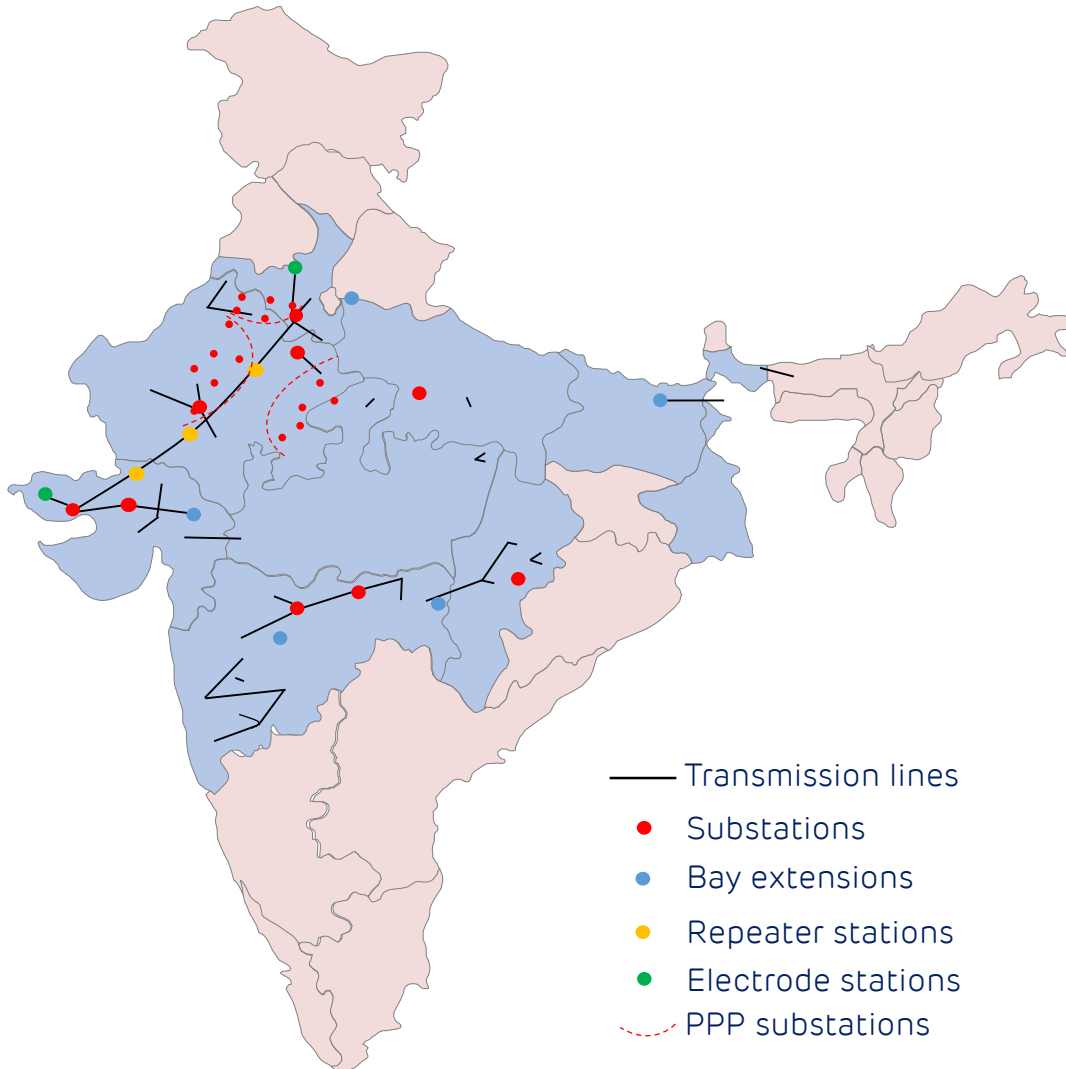 Transmission lines
Substations
Bay extensions
Repeater stations
Electrode stations
PPP substations